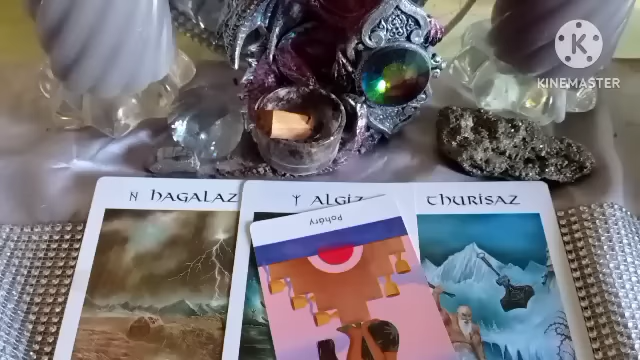 K
KINEMASTER
ᚺ HAGALAZ
ᛉ ALGIZ
THURISAZ
Poháry